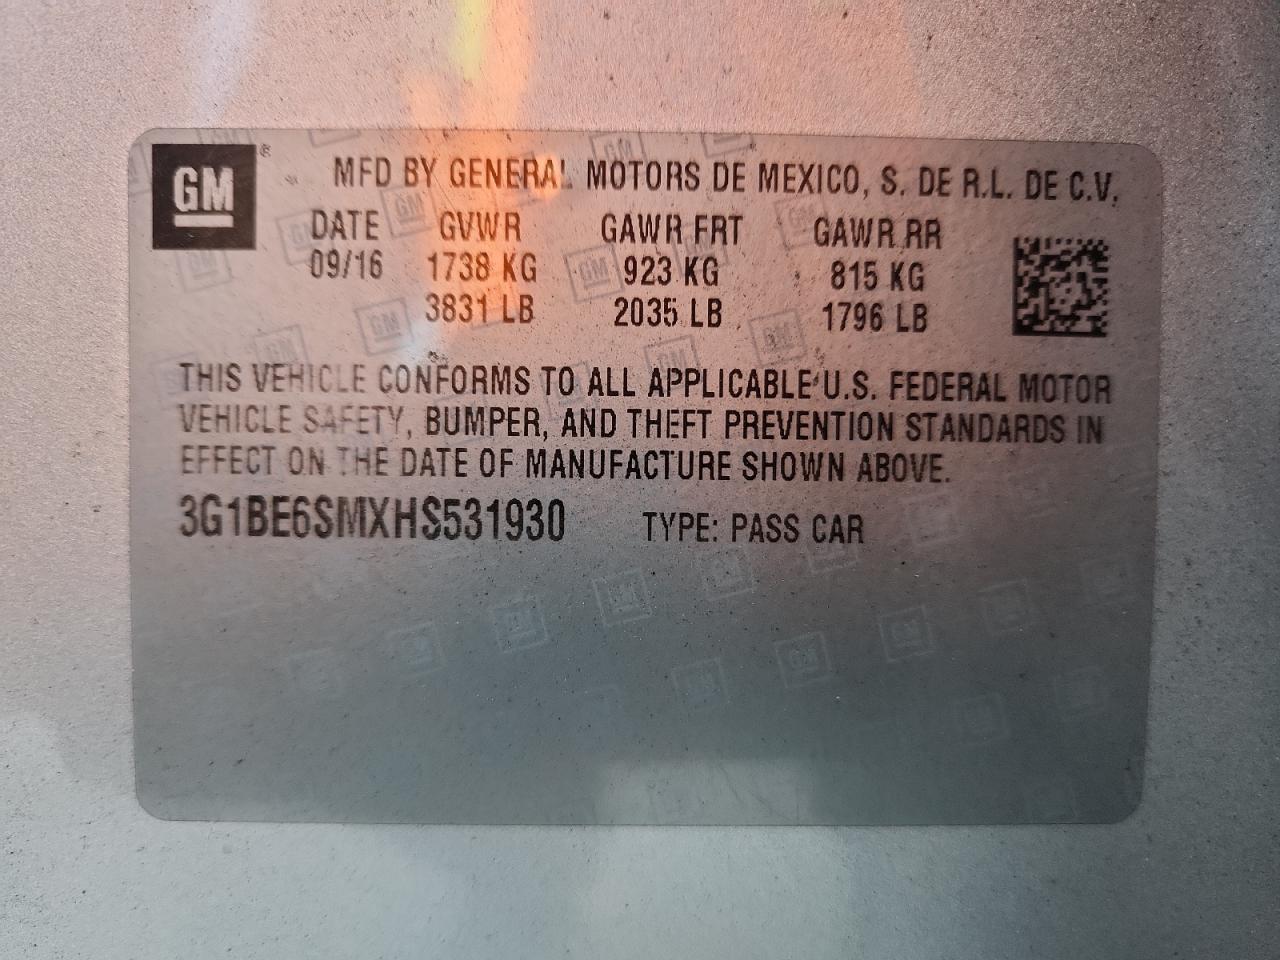 GM ® MFD BY GENERAL MOTORS DE MEXICO, S. DE R.L. DE C.V.
DATE GVWR GAWR FRT GAWR RR
09/16 1738 KG 923 KG 815 KG
3831 LB 2035 LB 1796 LB
THIS VEHICLE CONFORMS TO ALL APPLICABLE U.S. FEDERAL MOTOR
VEHICLE SAFETY, BUMPER, AND THEFT PREVENTION STANDARDS IN
EFFECT ON THE DATE OF MANUFACTURE SHOWN ABOVE.
3G1BE6SMXHS531930 TYPE: PASS CAR